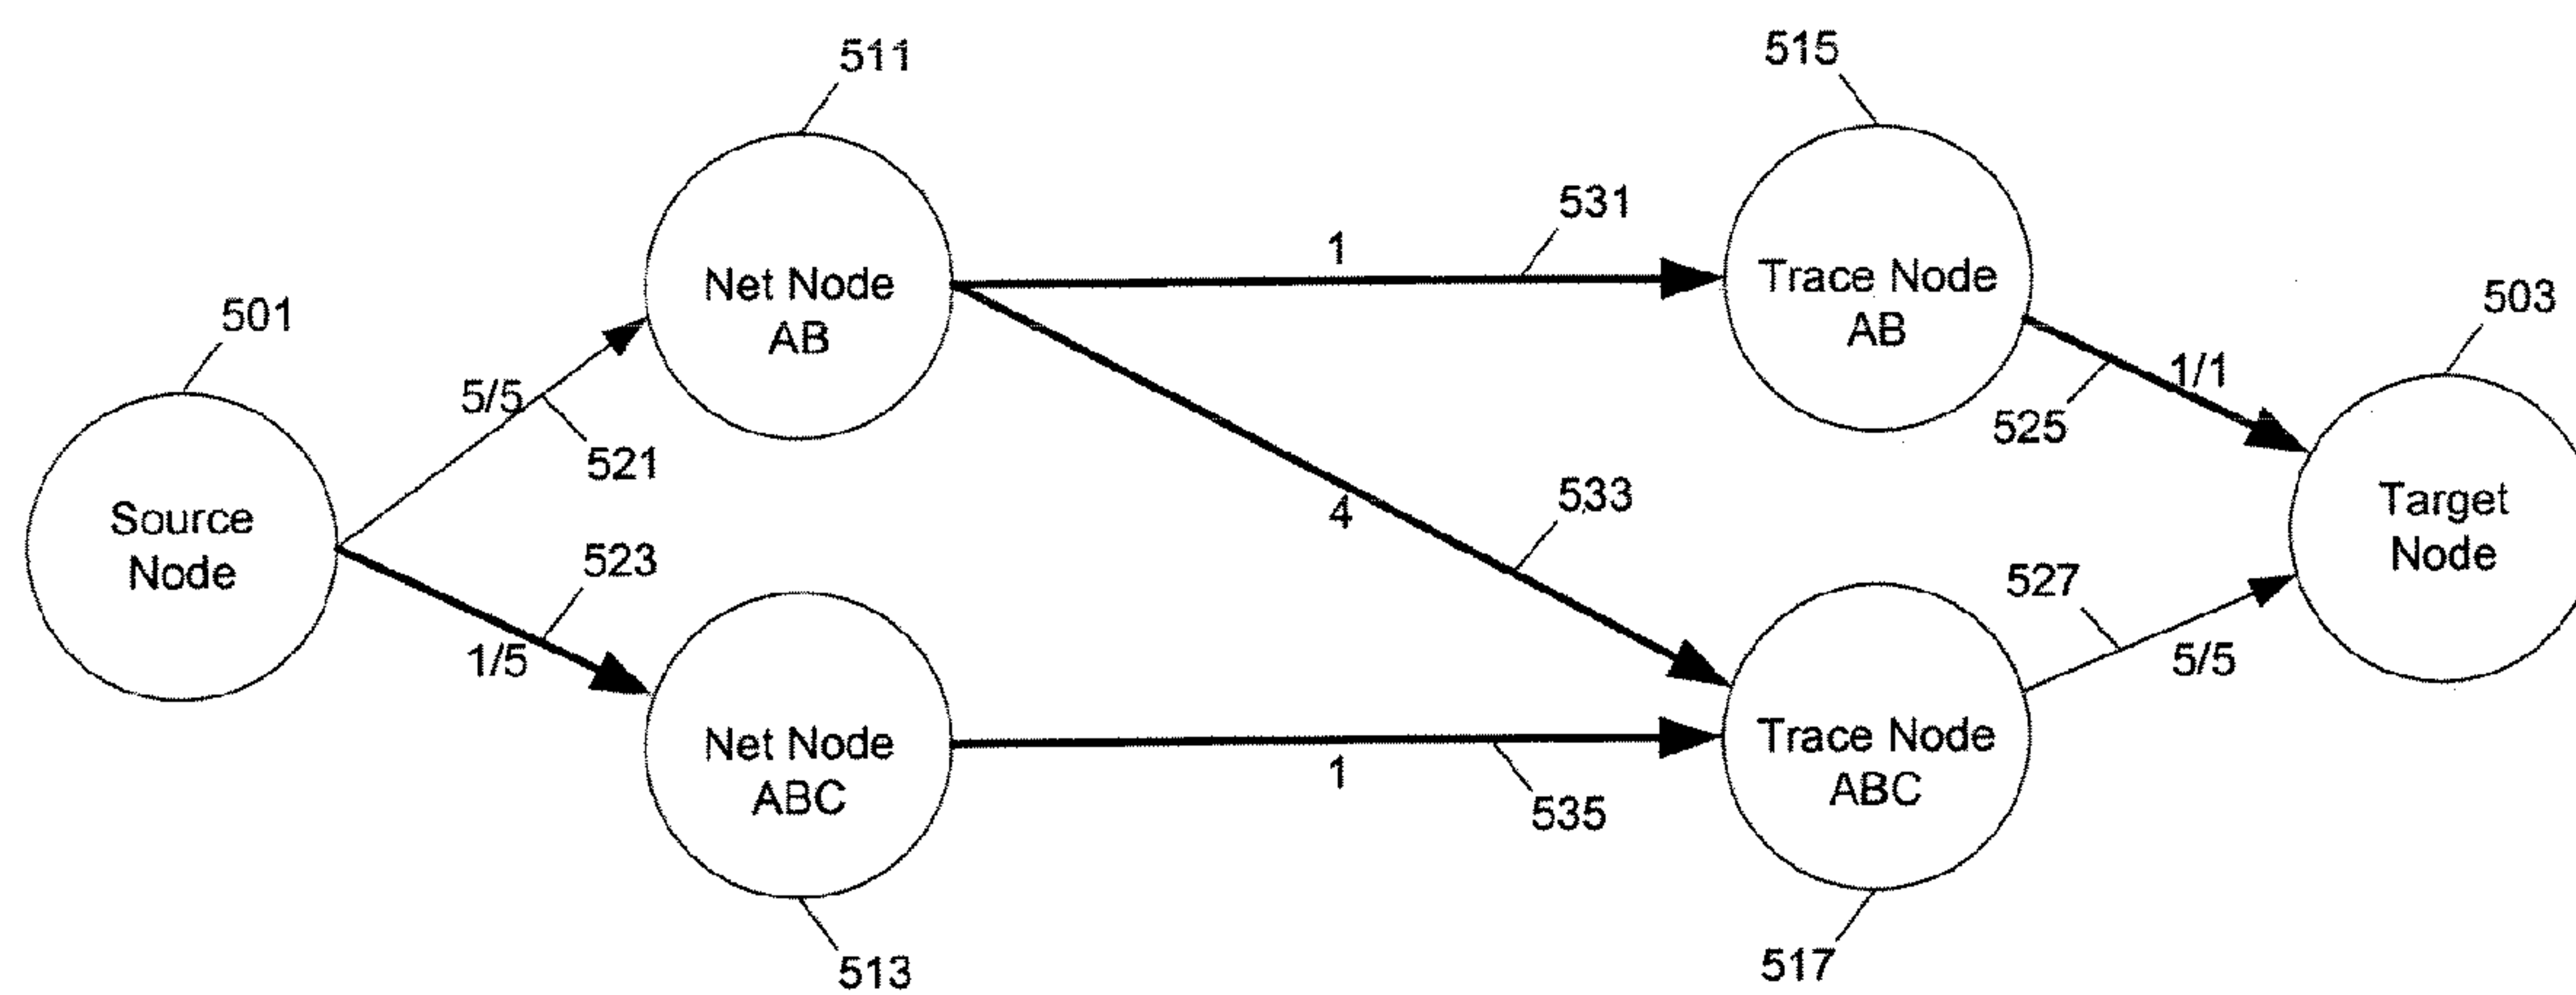 511
515
531
1
Net Node
AB
Trace Node
AB
501
503
5/5
1/1
521
525
533
4
Source
Node
Target
Node
523
527
1/5
5/5
Net Node
ABC
Trace Node
ABC
1
535
513
517